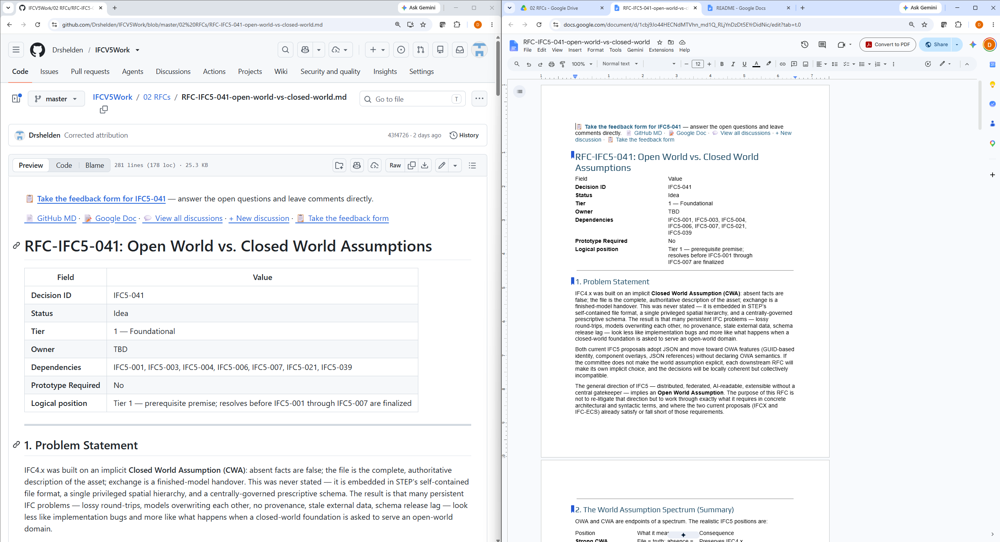 IFCV5Work/02 RFCs/RFC-IFC5-0
Ask Gemini
github.com/Drshelden/IFCV5Work/blob/master/02%20RFCs/RFC-IFC5-041-open-world-vs-closed-world.md
D
Drshelden / IFCV5Work
Code Issues Pull requests Agents Discussions Actions Projects Wiki Security and quality Insights Settings
master
IFCV5Work / 02 RFCs / RFC-IFC5-041-open-world-vs-closed-world.md
Go to file T
Drshelden Corrected attribution 43f4726 · 2 days ago History
Preview Code Blame 281 lines (178 loc) · 25.3 KB Raw
Take the feedback form for IFC5-041 — answer the open questions and leave comments directly.
GitHub MD · Google Doc · View all discussions · + New discussion · Take the feedback form
RFC-IFC5-041: Open World vs. Closed World Assumptions
Field Value
Decision ID IFC5-041
Status Idea
Tier 1 — Foundational
Owner TBD
Dependencies IFC5-001, IFC5-003, IFC5-004, IFC5-006, IFC5-007, IFC5-021, IFC5-039
Prototype Required No
Logical position Tier 1 — prerequisite premise; resolves before IFC5-001 through IFC5-007 are finalized
1. Problem Statement
IFC4.x was built on an implicit Closed World Assumption (CWA): absent facts are false; the file is the complete, authoritative
description of the asset; exchange is a finished-model handover. This was never stated — it is embedded in STEP's self-contained
file format, a single privileged spatial hierarchy, and a centrally-governed prescriptive schema. The result is that many persistent
IFC problems — lossy round-trips, models overwriting each other, no provenance, stale external data, schema release lag — look
less like implementation bugs and more like what happens when a closed-world foundation is asked to serve an open-world
domain.
02 RFCs - Google Drive
RFC-IFC5-041-open-world-vs-cl
README - Google Docs
Ask Gemini
docs.google.com/document/d/1cbj9Jo44HECNdMTVhn_md1Q_RLjYnDzDt5EYrDidNic/edit?tab=t.0
D
RFC-IFC5-041-open-world-vs-closed-world
File Edit View Insert Format Tools Gemini Extensions Help
Convert to PDF
Share
D
100% Normal text 12 B I U A
31
1 1 2 3 4 5 6 7
1 1 2 3 4 5 6 7 8 9 10
Take the feedback form for IFC5-041 — answer the open questions and leave
comments directly. GitHub MD · Google Doc · View all discussions · + New
discussion · Take the feedback form
RFC-IFC5-041: Open World vs. Closed World
Assumptions
Field Value
Decision ID IFC5-041
Status Idea
Tier 1 — Foundational
Owner TBD
Dependencies IFC5-001, IFC5-003, IFC5-004,
IFC5-006, IFC5-007, IFC5-021,
IFC5-039
Prototype Required No
Logical position Tier 1 — prerequisite premise;
resolves before IFC5-001 through
IFC5-007 are finalized
1. Problem Statement
IFC4.x was built on an implicit Closed World Assumption (CWA): absent facts are
false; the file is the complete, authoritative description of the asset; exchange is a
finished-model handover. This was never stated — it is embedded in STEP's
self-contained file format, a single privileged spatial hierarchy, and a centrally-governed
prescriptive schema. The result is that many persistent IFC problems — lossy
round-trips, models overwriting each other, no provenance, stale external data, schema
release lag — look less like implementation bugs and more like what happens when a
closed-world foundation is asked to serve an open-world domain.
Both current IFC5 proposals adopt JSON and move toward OWA features (GUID-based
identity, component overlays, JSON references) without declaring OWA semantics. If
the committee does not make the world assumption explicit, each downstream RFC will
make its own implicit choice, and the decisions will be locally coherent but collectively
incompatible.
The general direction of IFC5 — distributed, federated, AI-readable, extensible without a
central gatekeeper — implies an Open World Assumption. The purpose of this RFC is
not to re-litigate that direction but to work through exactly what it requires in concrete
architectural and syntactic terms, and where the two current proposals (IFCX and
IFC-ECS) already satisfy or fall short of those requirements.
2. The World Assumption Spectrum (Summary)
OWA and CWA are endpoints of a spectrum. The realistic IFC5 positions are:
Position What it mea Consequence
Strong CWA File = truth; absence = Preserves IFC4.x